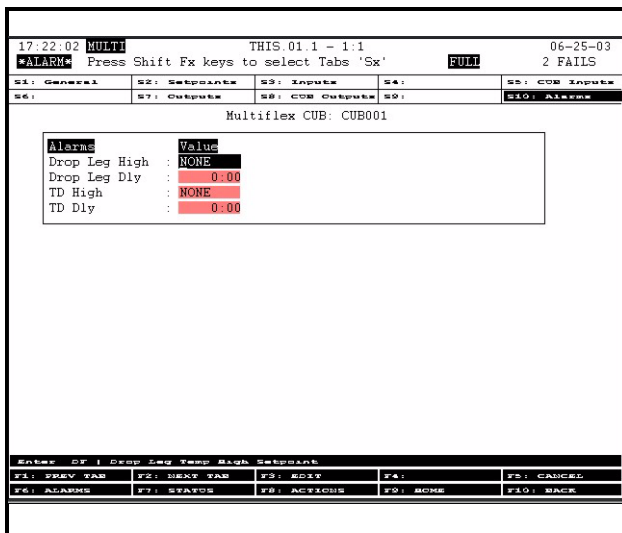 17:22:02 MULTI THIS.01.1 - 1:1 06-25-03
*ALARM* Press Shift Fx keys to select Tabs 'Sx' FULL 2 FAILS
S1: General S2: Setpoints S3: Inputs S4: S5: CUB Inputs
S6: S7: Outputs S8: CUB Outputs S9: S10: Alarms
Multiflex CUB: CUB001
Alarms Value
Drop Leg High : NONE
Drop Leg Dly : 0:00
TD High : NONE
TD Dly : 0:00
Enter DF | Drop Leg Temp High Setpoint
F1: PREV TAB F2: NEXT TAB F3: EDIT F4: F5: CANCEL
F6: ALARMS F7: STATUS F8: ACTIONS F9: HOME F10: BACK